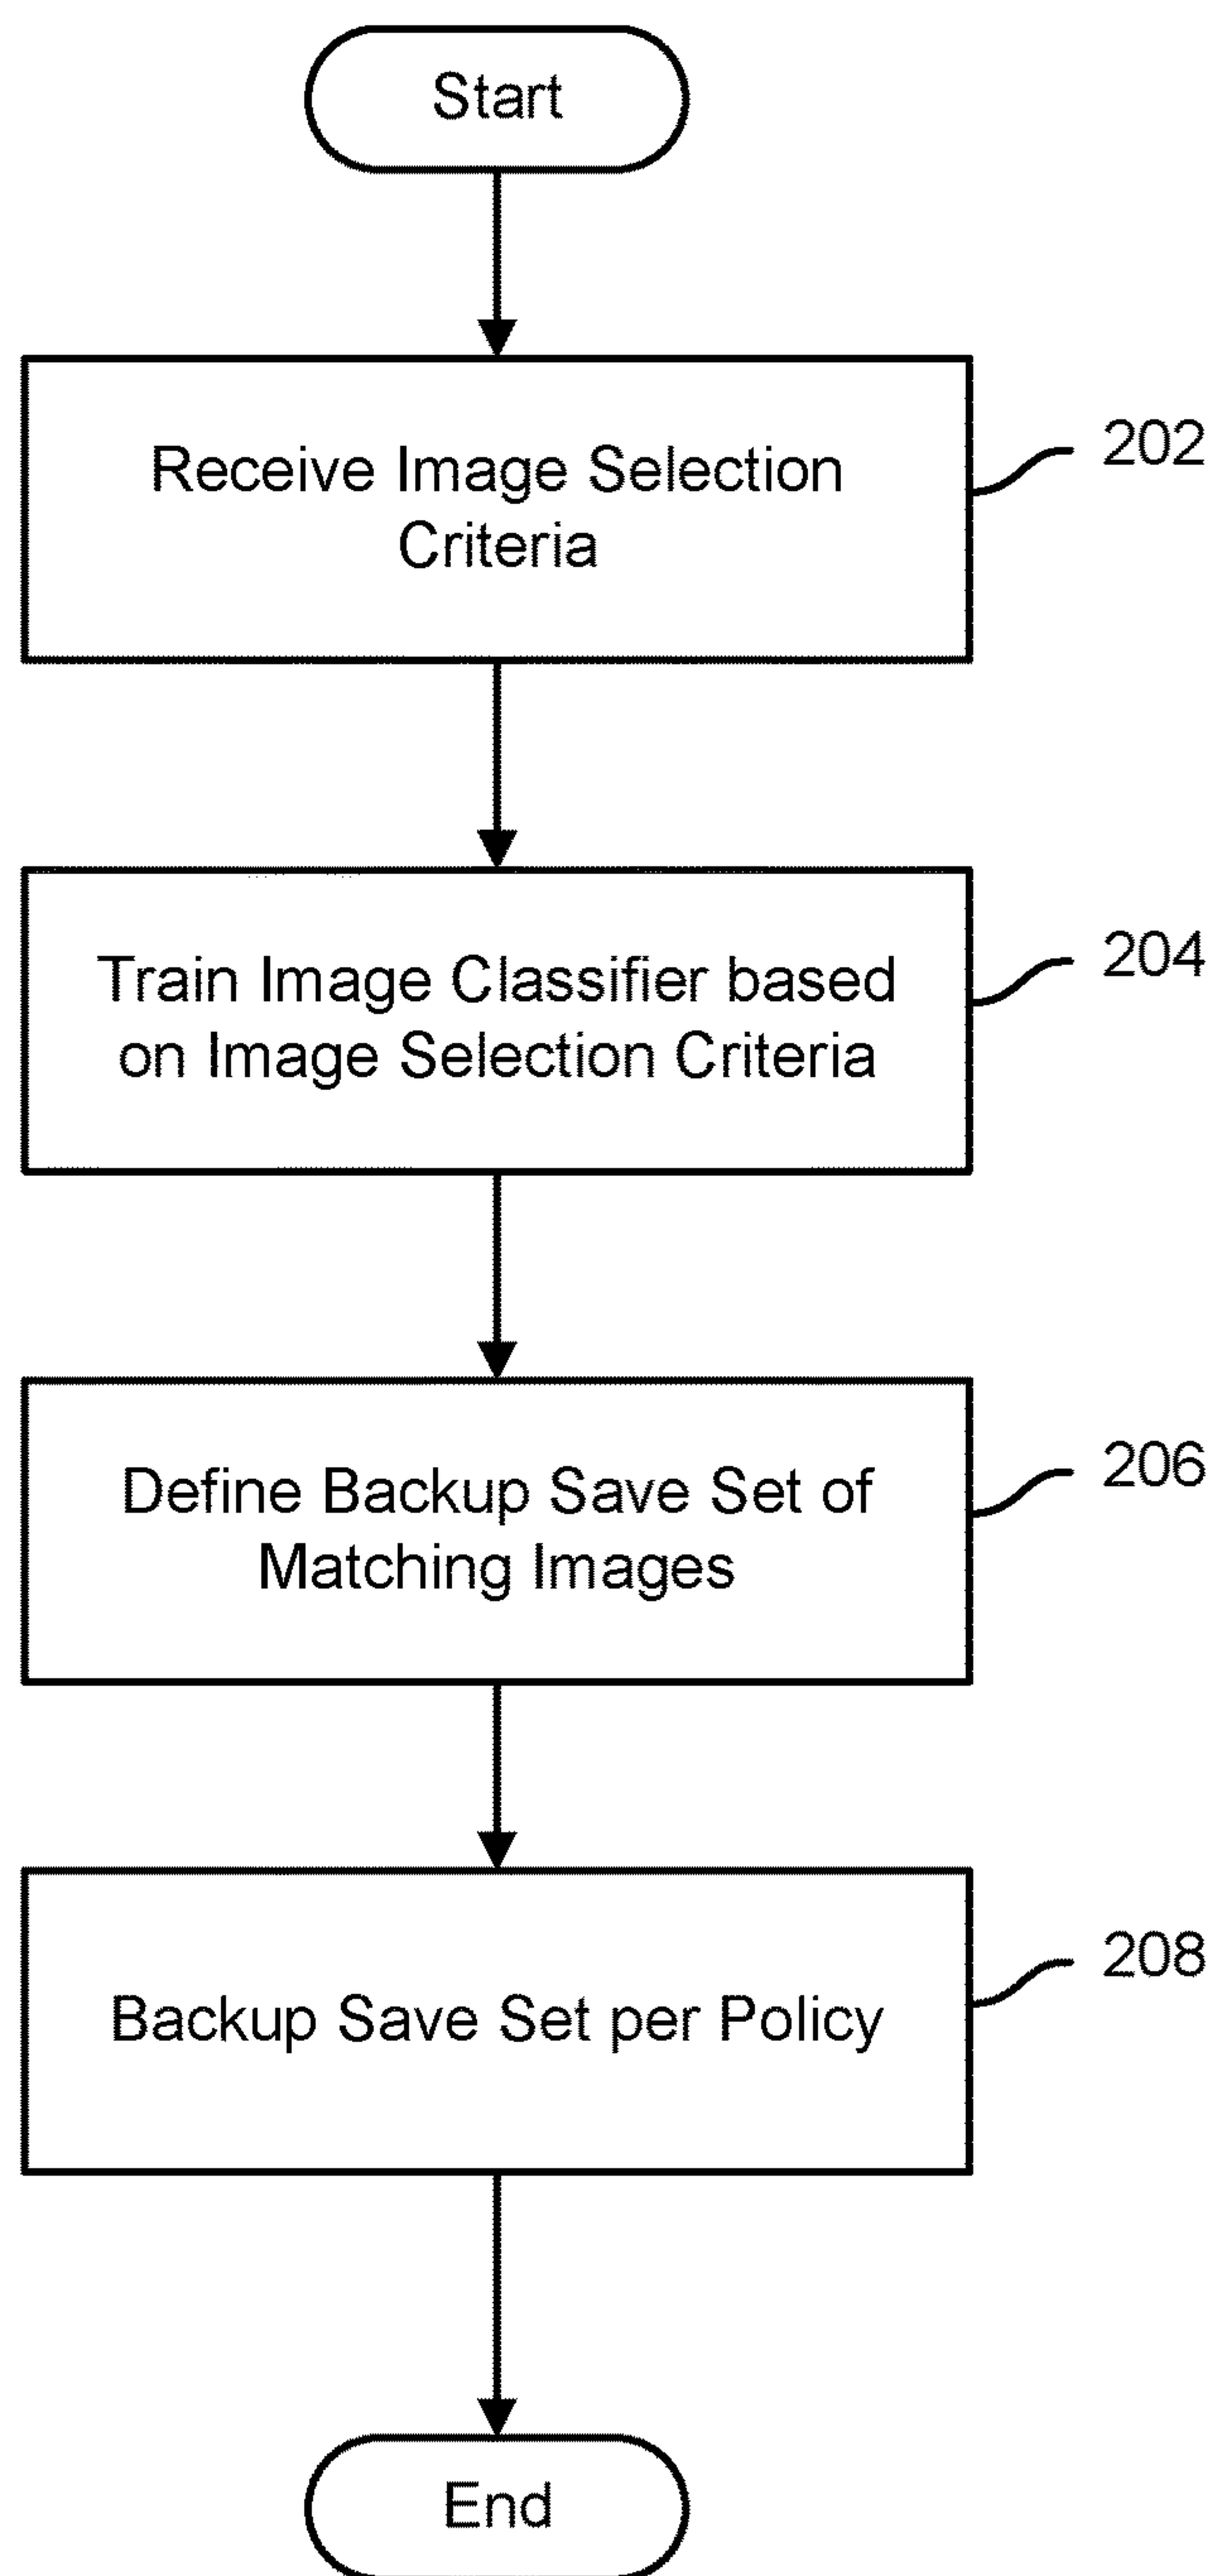 Start
Receive Image Selection
Criteria
202
Train Image Classifier based
on Image Selection Criteria
204
Define Backup Save Set of
Matching Images
206
Backup Save Set per Policy
208
End